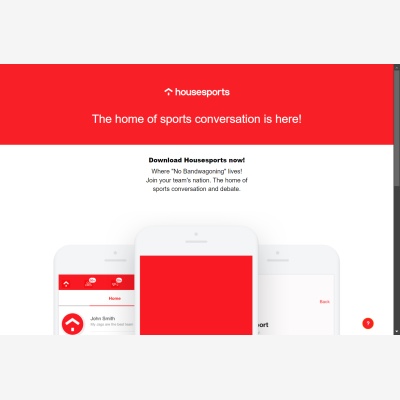 housesports
The home of sports conversation is here!
Download Housesports now!
Where "No Bandwagoning" lives!
Join your team's nation. The home of
sports conversation and debate.
Home
Back
John Smith
port
?